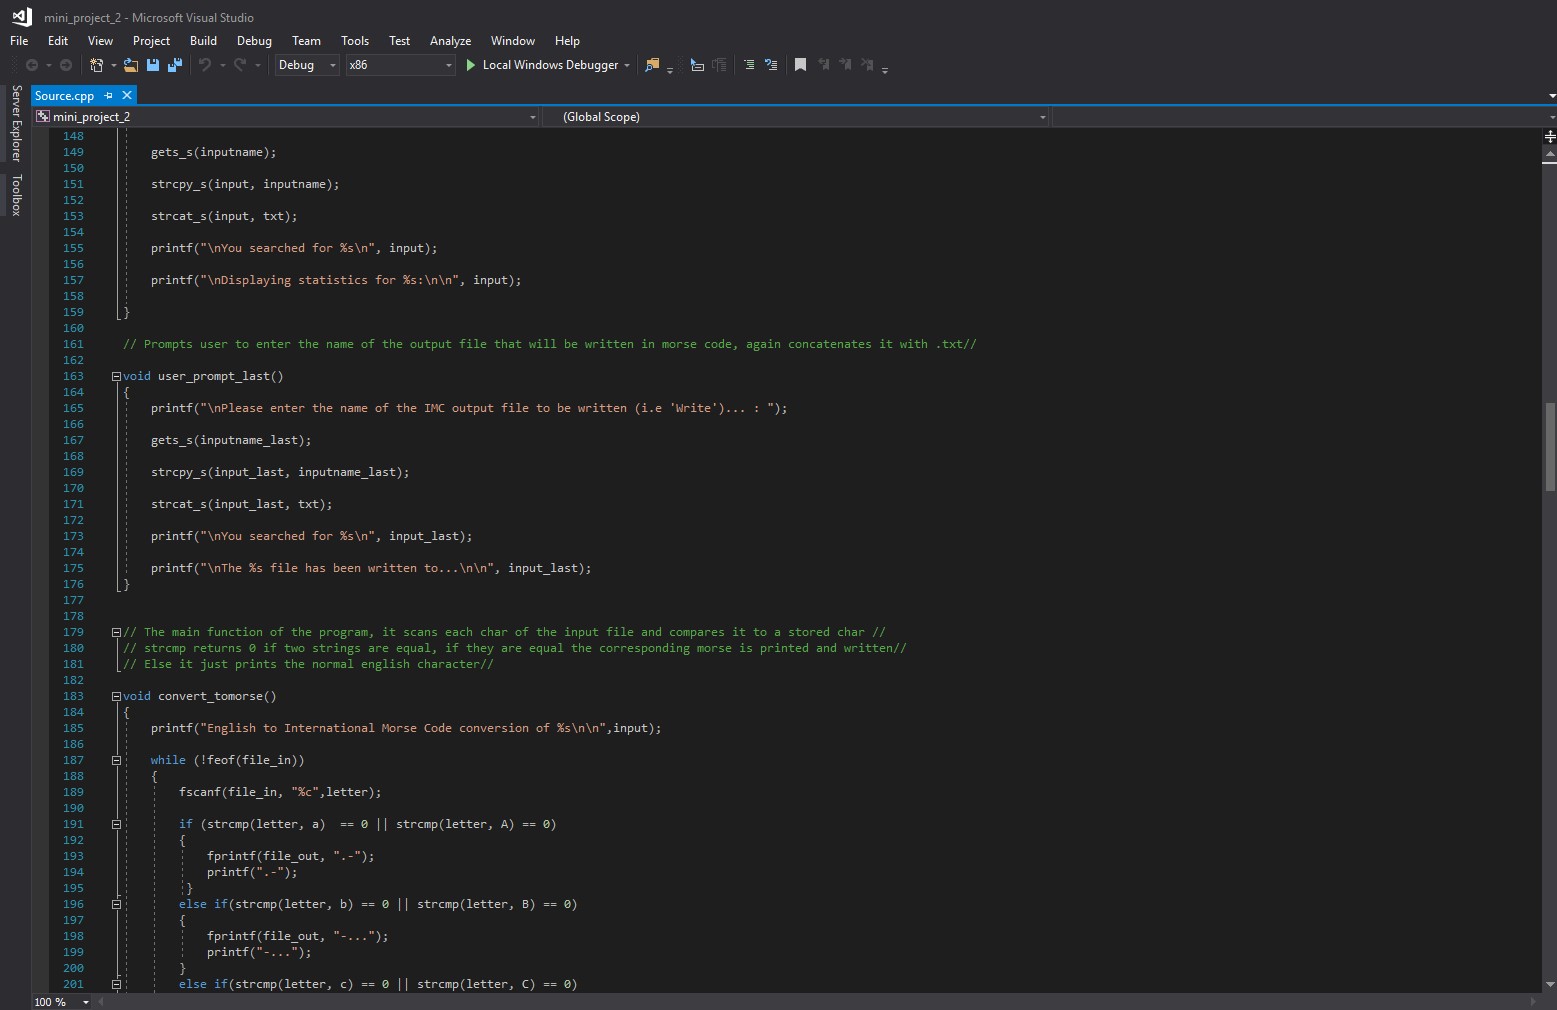 mini_project_2 - Microsoft Visual Studio
File Edit View Project Build Debug Team Tools Test Analyze Window Help
Debug x86 Local Windows Debugger
Server Explorer
Toolbox
Source.cpp
mini_project_2 (Global Scope)
148
149 gets_s(inputname);
150
151 strcpy_s(input, inputname);
152
153 strcat_s(input, txt);
154
155 printf("\nYou searched for %s\n", input);
156
157 printf("\nDisplaying statistics for %s:\n\n", input);
158
159 }
160
161 // Prompts user to enter the name of the output file that will be written in morse code, again concatenates it with .txt//
162
163 void user_prompt_last()
164 {
165 printf("\nPlease enter the name of the IMC output file to be written (i.e 'Write')... : ");
166
167 gets_s(inputname_last);
168
169 strcpy_s(input_last, inputname_last);
170
171 strcat_s(input_last, txt);
172
173 printf("\nYou searched for %s\n", input_last);
174
175 printf("\nThe %s file has been written to...\n\n", input_last);
176 }
177
178
179 // The main function of the program, it scans each char of the input file and compares it to a stored char //
180 // strcmp returns 0 if two strings are equal, if they are equal the corresponding morse is printed and written//
181 // Else it just prints the normal english character//
182
183 void convert_tomorse()
184 {
185 printf("English to International Morse Code conversion of %s\n\n",input);
186
187 while (!feof(file_in))
188 {
189 fscanf(file_in, "%c",letter);
190
191 if (strcmp(letter, a)  == 0 || strcmp(letter, A) == 0)
192 {
193 fprintf(file_out, ".-");
194 printf(".-");
195 }
196 else if(strcmp(letter, b) == 0 || strcmp(letter, B) == 0)
197 {
198 fprintf(file_out, "-...");
199 printf("-...");
200 }
201 else if(strcmp(letter, c) == 0 || strcmp(letter, C) == 0)
100 %